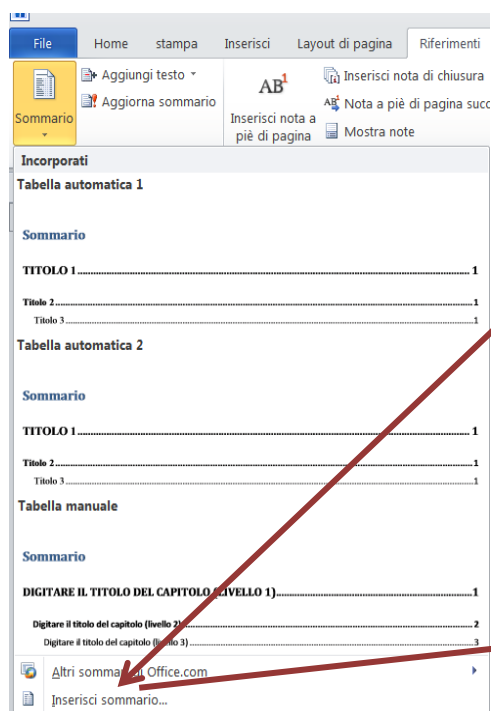 File Home stampa Inserisci Layout di pagina Riferimenti
Sommario
Aggiungi testo
Aggiorna sommario
AB1
Inserisci nota a
piè di pagina
Inserisci nota di chiusura
AB1 Nota a piè di pagina succ
Mostra note
Incorporati
Tabella automatica 1
Sommario
TITOLO 1 1
Titolo 2 1
Titolo 3 1
Tabella automatica 2
Sommario
TITOLO 1 1
Titolo 2 1
Titolo 3 1
Tabella manuale
Sommario
DIGITARE IL TITOLO DEL CAPITOLO (LIVELLO 1) 1
Digitare il titolo del capitolo (livello 2) 2
Digitare il titolo del capitolo (livello 3) 3
Altri sommari Office.com
Inserisci sommario...